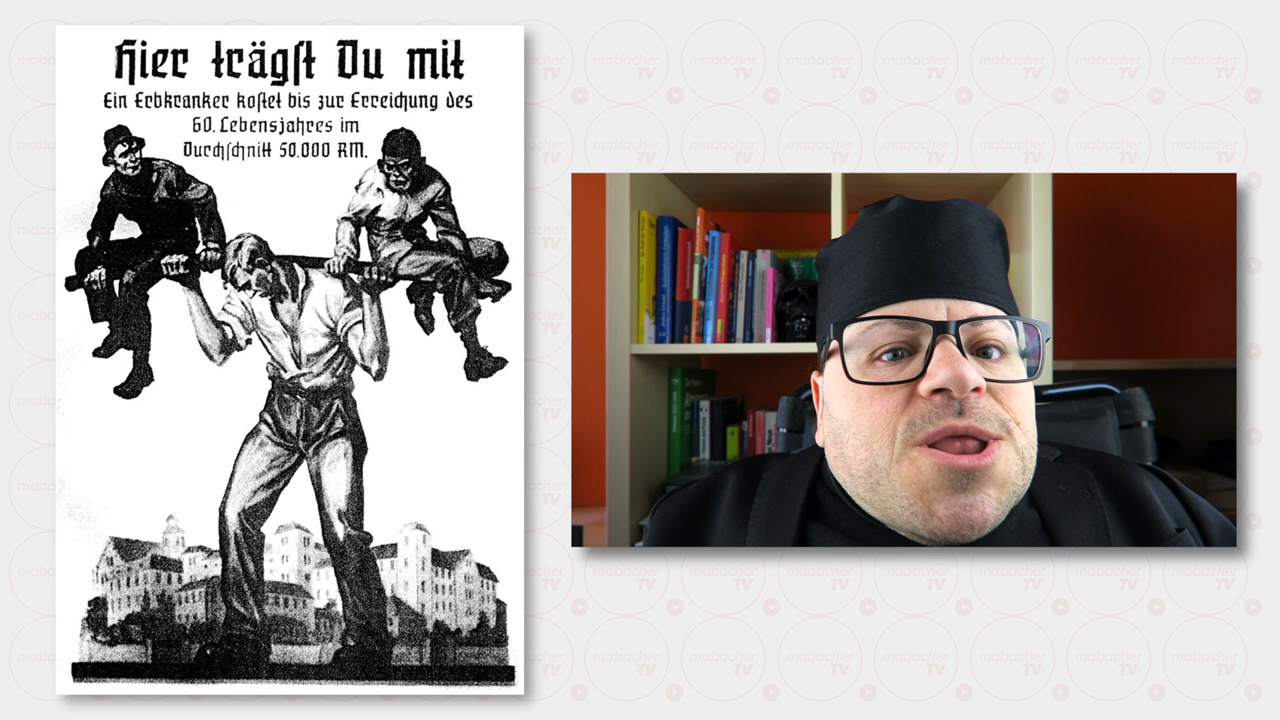 Hier trägst Du mit
Ein Erbkranker kostet bis zur Erreichung des
60. Lebensjahres im
Durchschnitt 50.000 RM.
mabacher
TV